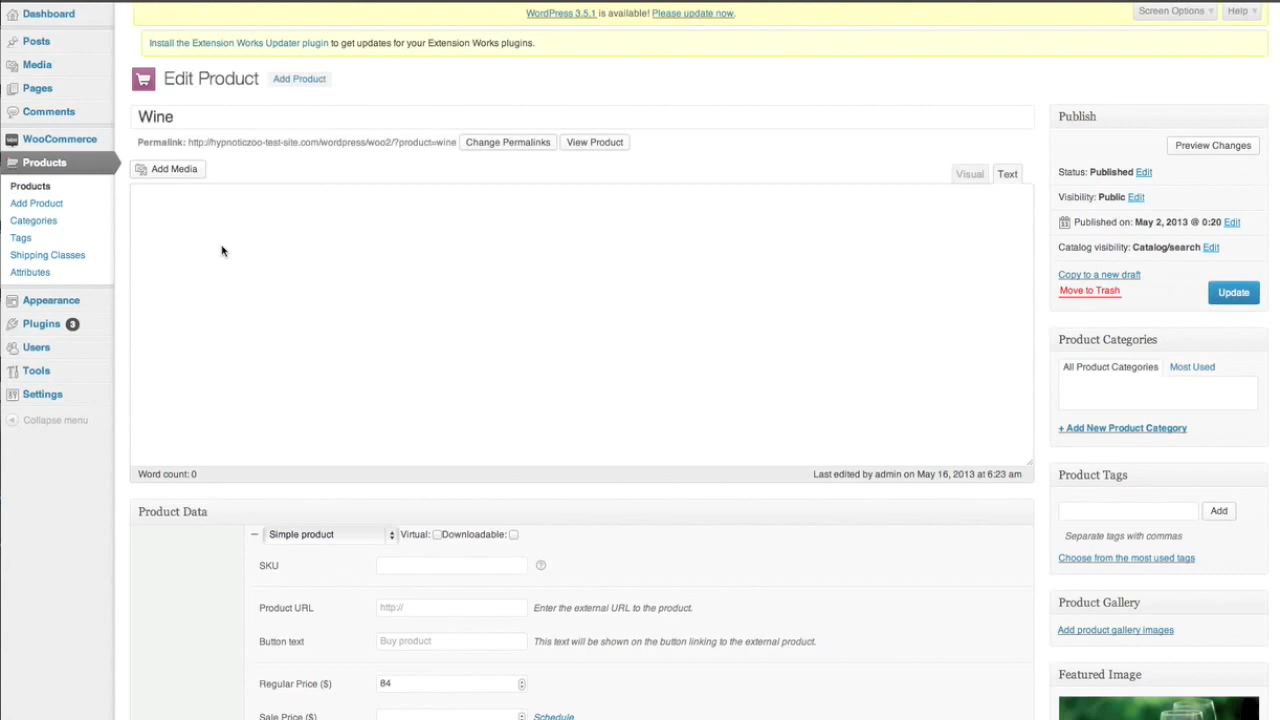 Dashboard
Posts
Media
Pages
Comments
WooCommerce
Products
Products
Add Product
Categories
Tags
Shipping Classes
Attributes
Appearance
Plugins 3
Users
Tools
Settings
Collapse menu
WordPress 3.5.1 is available! Please update now.
Screen Options
Help
Install the Extension Works Updater plugin to get updates for your Extension Works plugins.
Edit Product Add Product
Wine
Permalink: http://hypnoticzoo-test-site.com/wordpress/woo2/?product=wine Change Permalinks View Product
Add Media
Visual Text
Word count: 0
Last edited by admin on May 16, 2013 at 6:23 am
Product Data
Simple product Virtual: Downloadable:
SKU
Product URL http:// Enter the external URL to the product.
Button text Buy product This text will be shown on the button linking to the external product.
Regular Price ($) 84
Sale Price ($) Schedule
Publish
Preview Changes
Status: Published Edit
Visibility: Public Edit
Published on: May 2, 2013 @ 0:20 Edit
Catalog visibility: Catalog/search Edit
Copy to a new draft
Move to Trash
Update
Product Categories
All Product Categories Most Used
+ Add New Product Category
Product Tags
Add
Separate tags with commas
Choose from the most used tags
Product Gallery
Add product gallery images
Featured Image